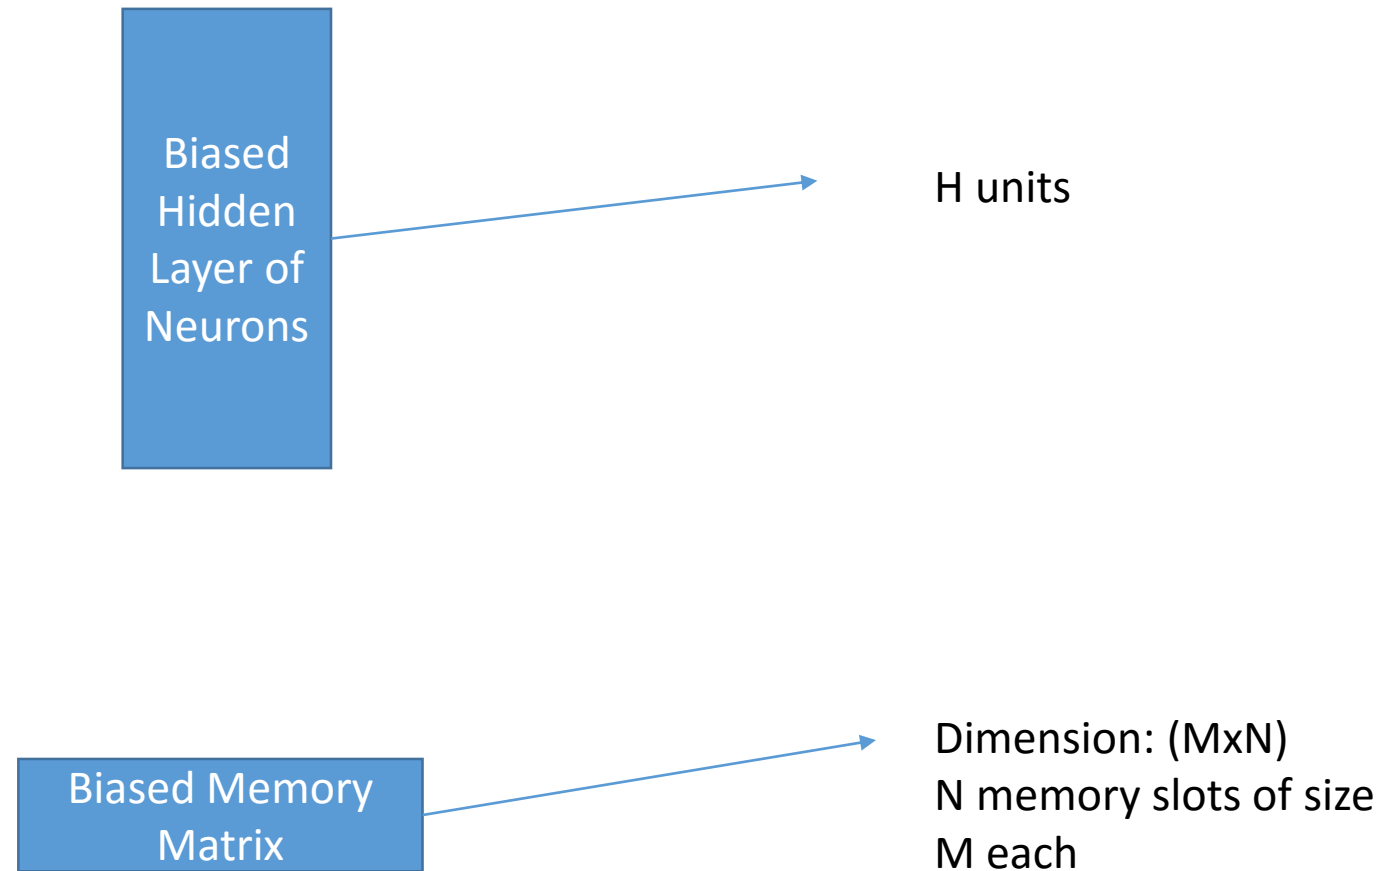 Biased
Hidden
Layer of
Neurons
H units
Biased Memory
Matrix
Dimension: (MxN)
N memory slots of size
M each